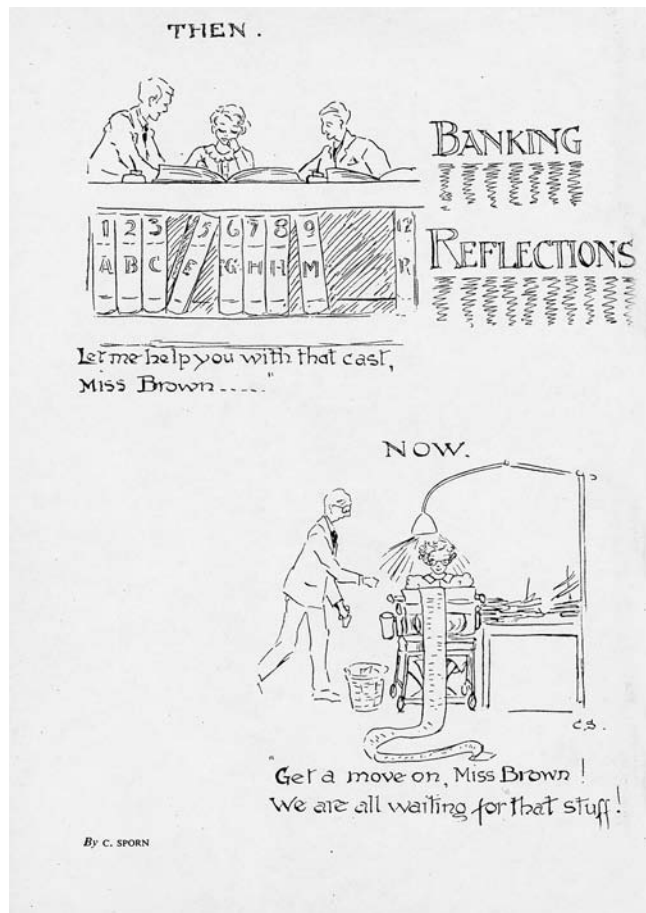 THEN.
BANKING
REFLECTIONS
1 2 3 5 6 7 8 9 12
A B C E G H H M R
Let me help you with that cast,
Miss Brown ....."
NOW.
C.S.
"Get a move on, Miss Brown!
We are all waiting for that stuff!
By C. SPORN